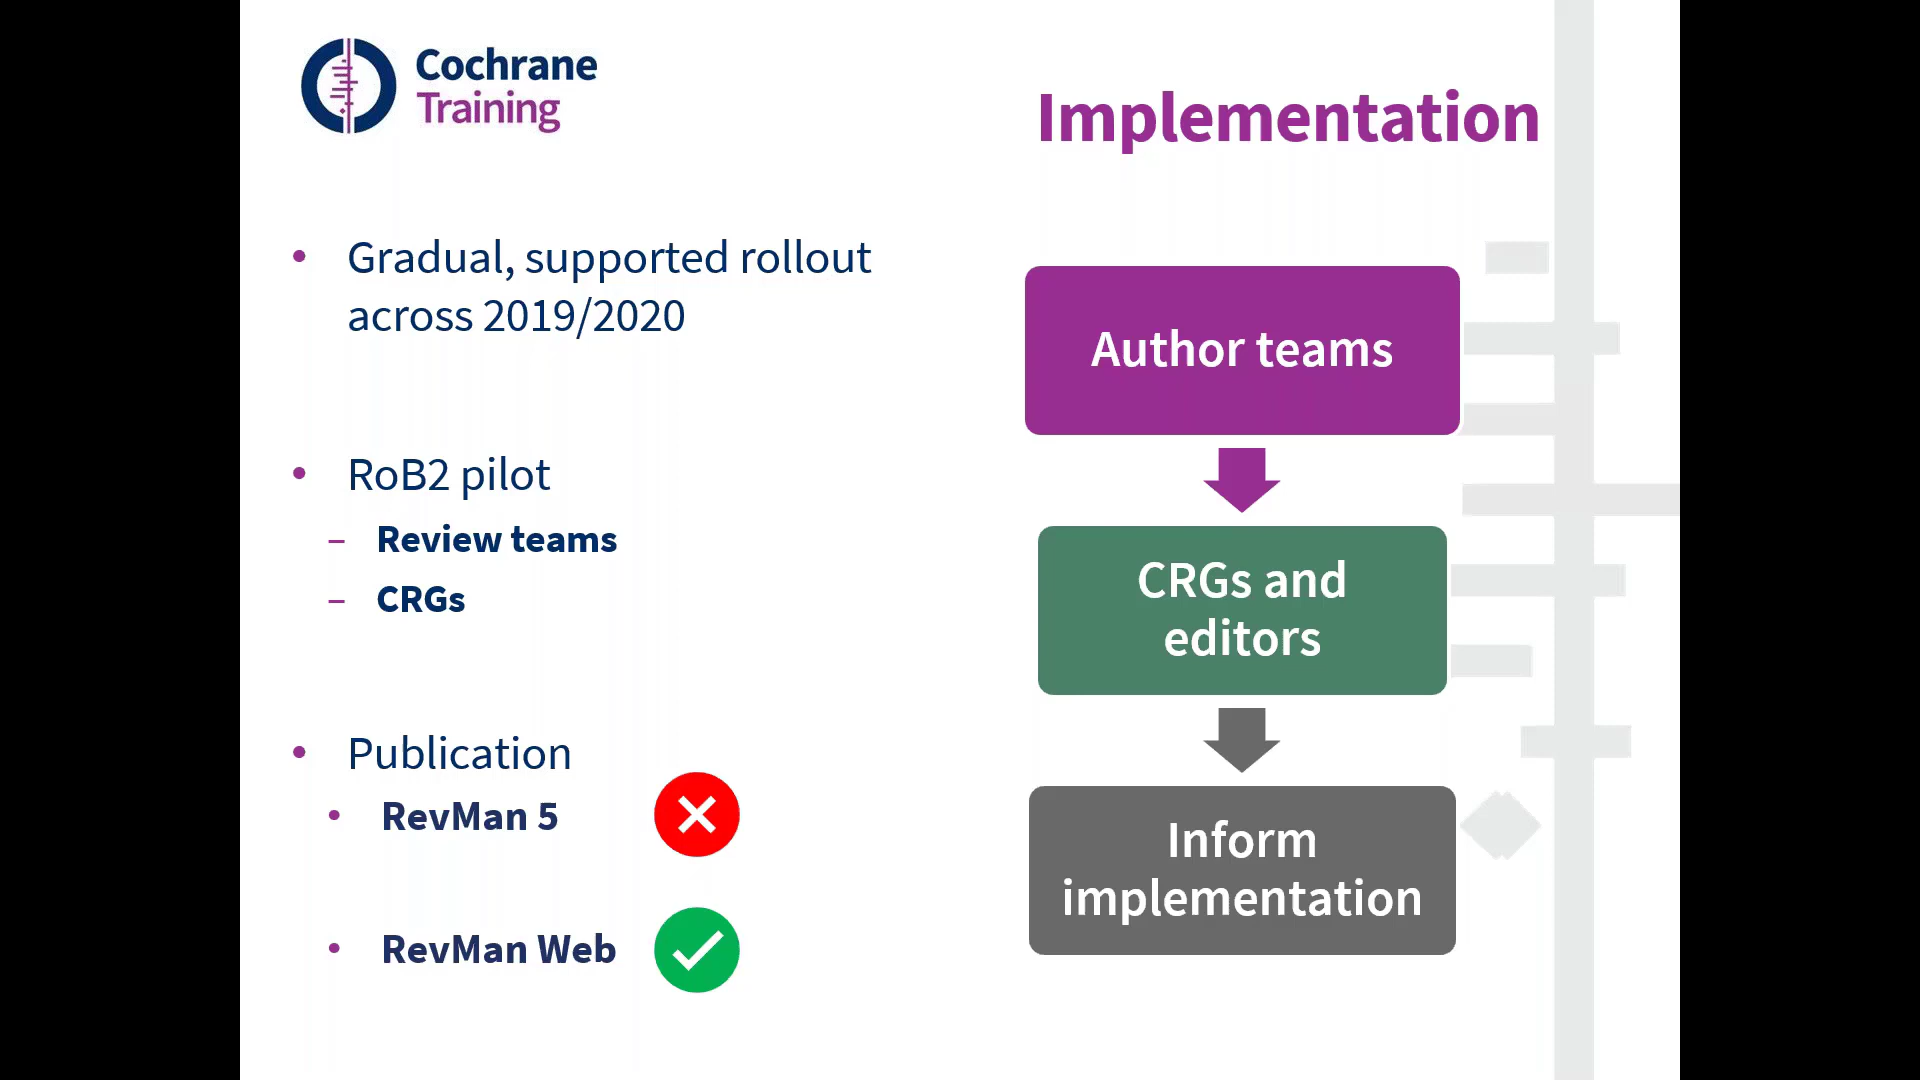 Cochrane
Training
Implementation
• Gradual, supported rollout
across 2019/2020
• RoB2 pilot
– Review teams
– CRGs
• Publication
• RevMan 5
• RevMan Web
Author teams
CRGs and
editors
Inform
implementation